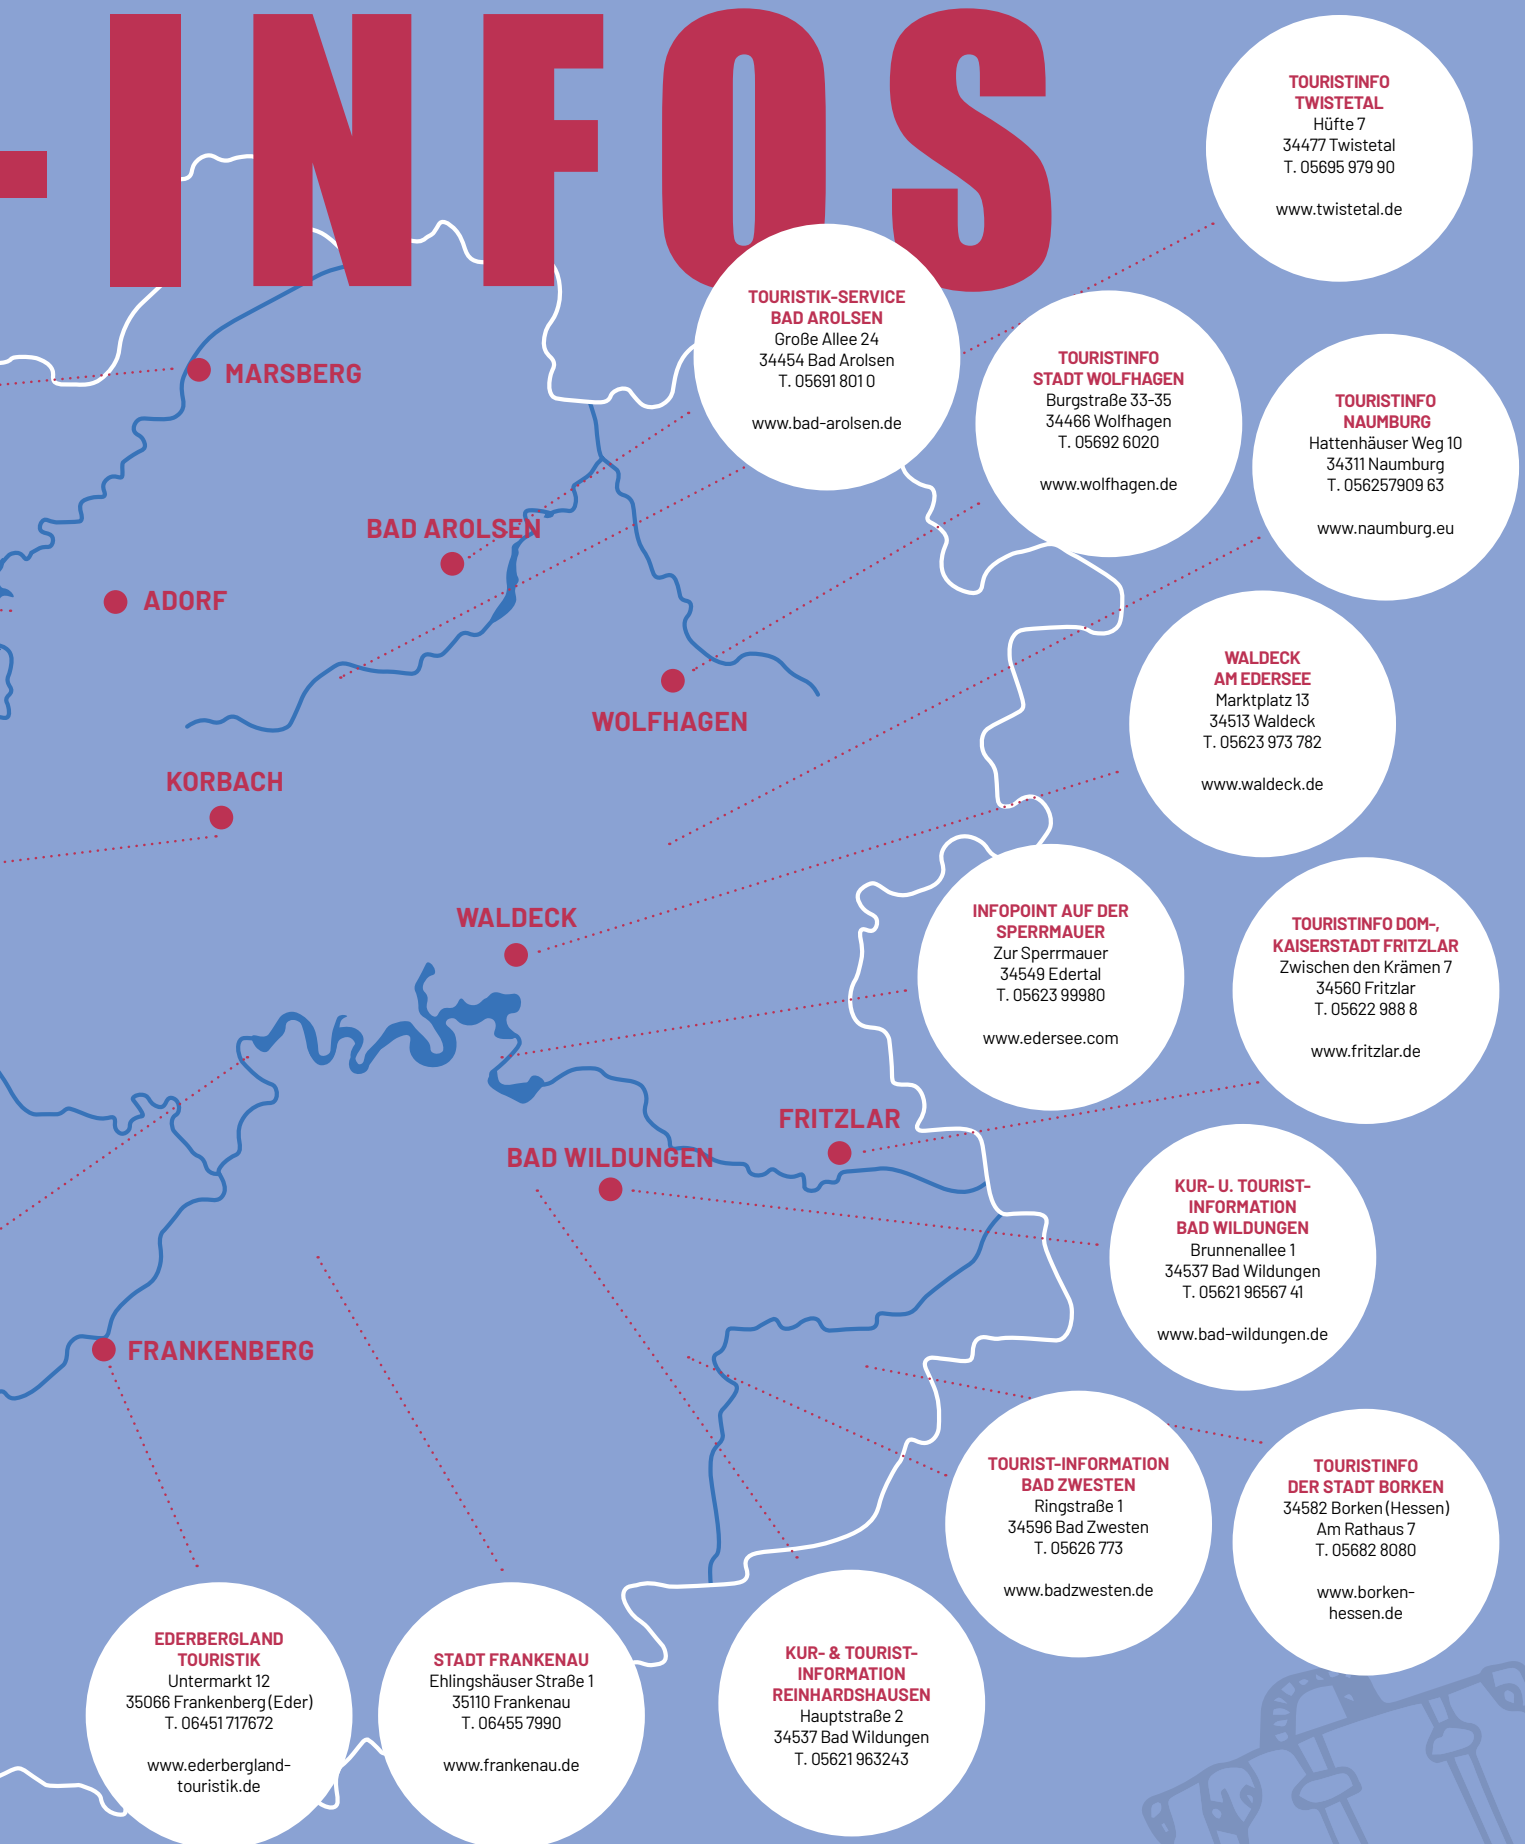 -INFOS
TOURISTINFO
TWISTETAL
Hüfte 7
34477 Twistetal
T. 05695 979 90
www.twistetal.de
TOURISTIK-SERVICE
BAD AROLSEN
Große Allee 24
34454 Bad Arolsen
T. 05691 801 0
www.bad-arolsen.de
TOURISTINFO
STADT WOLFHAGEN
Burgstraße 33-35
34466 Wolfhagen
T. 05692 6020
www.wolfhagen.de
TOURISTINFO
NAUMBURG
Hattenhäuser Weg 10
34311 Naumburg
T. 056257909 63
www.naumburg.eu
MARSBERG
BAD AROLSEN
ADORF
WOLFHAGEN
KORBACH
WALDECK
AM EDERSEE
Marktplatz 13
34513 Waldeck
T. 05623 973 782
www.waldeck.de
WALDECK
INFOPOINT AUF DER
SPERRMAUER
Zur Sperrmauer
34549 Edertal
T. 05623 99980
www.edersee.com
TOURISTINFO DOM-,
KAISERSTADT FRITZLAR
Zwischen den Krämen 7
34560 Fritzlar
T. 05622 988 8
www.fritzlar.de
FRITZLAR
BAD WILDUNGEN
KUR- U. TOURIST-
INFORMATION
BAD WILDUNGEN
Brunnenallee 1
34537 Bad Wildungen
T. 05621 96567 41
www.bad-wildungen.de
FRANKENBERG
TOURIST-INFORMATION
BAD ZWESTEN
Ringstraße 1
34596 Bad Zwesten
T. 05626 773
www.badzwesten.de
TOURISTINFO
DER STADT BORKEN
34582 Borken (Hessen)
Am Rathaus 7
T. 05682 8080
www.borken-
hessen.de
EDERBERGLAND
TOURISTIK
Untermarkt 12
35066 Frankenberg (Eder)
T. 06451 717672
www.ederbergland-
touristik.de
STADT FRANKENAU
Ehlingshäuser Straße 1
35110 Frankenau
T. 06455 7990
www.frankenau.de
KUR- & TOURIST-
INFORMATION
REINHARDSHAUSEN
Hauptstraße 2
34537 Bad Wildungen
T. 05621 963243